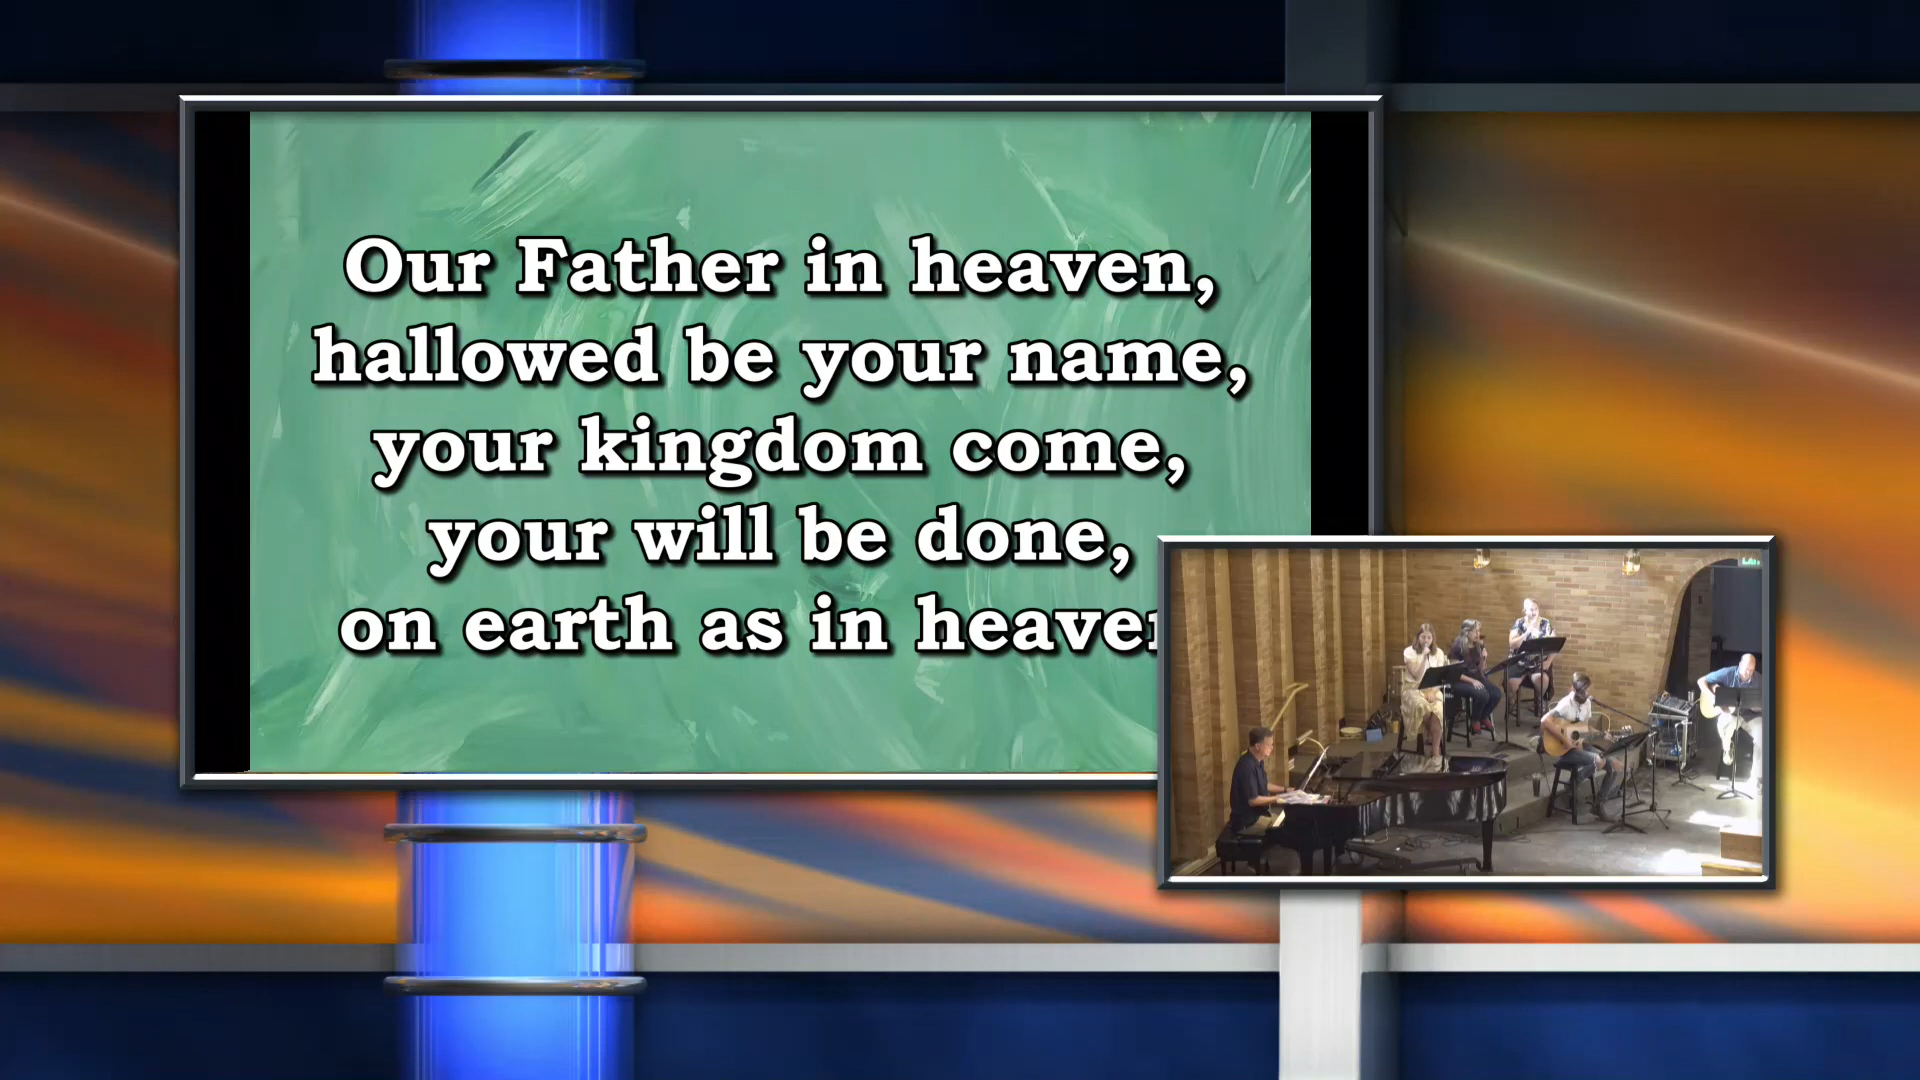 Our Father in heaven,
hallowed be your name,
your kingdom come,
your will be done,
on earth as in heaven